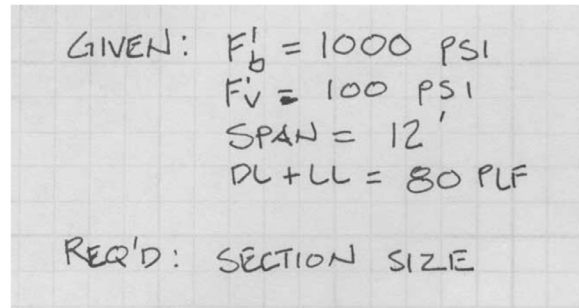 GIVEN: F'b = 1000 PSI
F'v = 100 PSI
SPAN = 12'
DL + LL = 80 PLF
REQ'D: SECTION SIZE